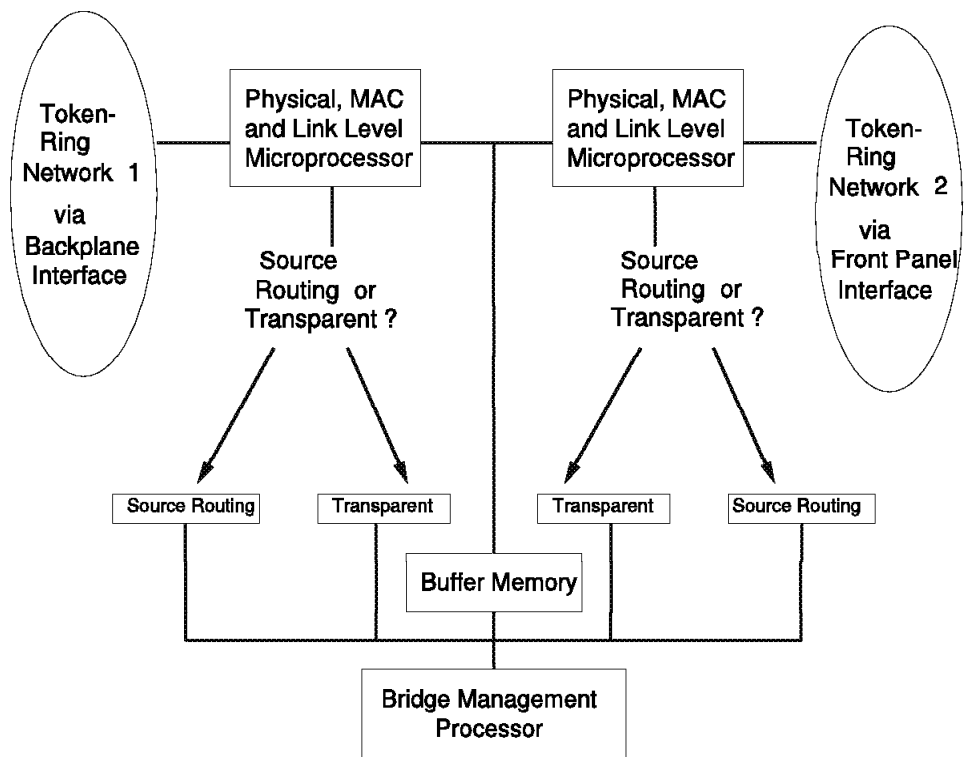 Token-
Ring
Network 1
via
Backplane
Interface
Physical, MAC
and Link Level
Microprocessor
Physical, MAC
and Link Level
Microprocessor
Token-
Ring
Network 2
via
Front Panel
Interface
Source
Routing or
Transparent ?
Source
Routing or
Transparent ?
Source Routing
Transparent
Transparent
Source Routing
Buffer Memory
Bridge Management
Processor